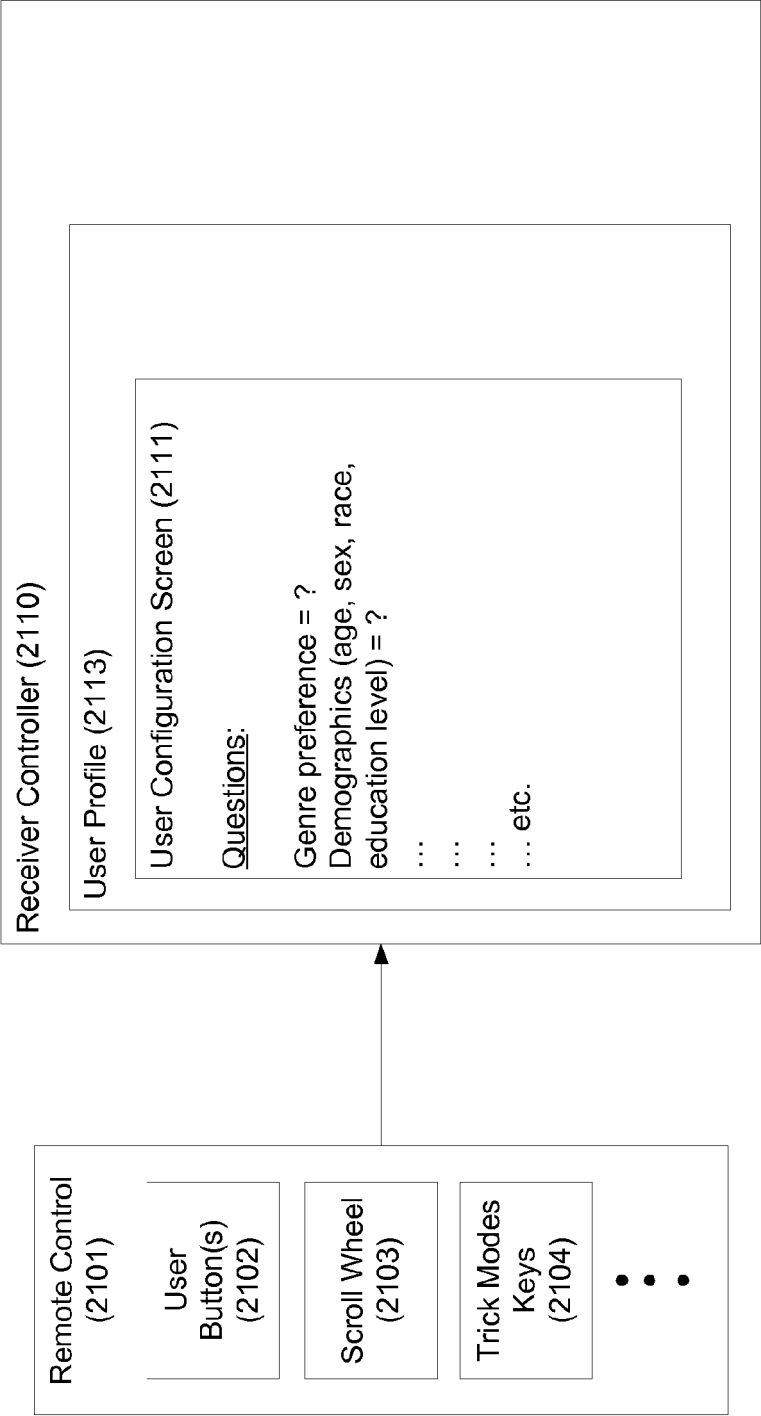 Remote Control
(2101)
User
Button(s)
(2102)
Scroll Wheel
(2103)
Trick Modes
Keys
(2104)
Receiver Controller (2110)
User Profile (2113)
User Configuration Screen (2111)
Questions:
Genre preference = ?
Demographics (age, sex, race,
education level) = ?
…
…
…
… etc.